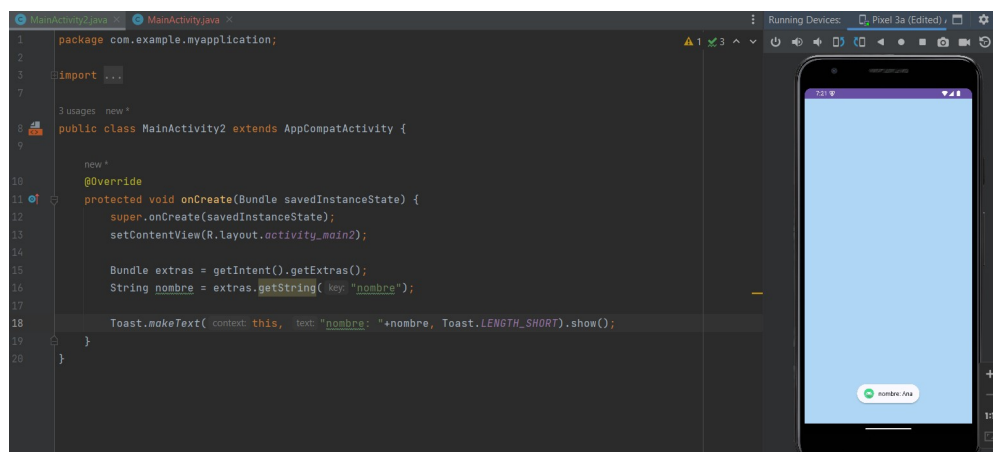 MainActivity2.java
MainActivity.java
Running Devices:
Pixel 3a (Edited)
1 package com.example.myapplication;
1 3
2
3 import ...
7
3 usages new *
8 public class MainActivity2 extends AppCompatActivity {
9
new *
10 @Override
11 protected void onCreate(Bundle savedInstanceState) {
12 super.onCreate(savedInstanceState);
13 setContentView(R.layout.activity_main2);
14
15 Bundle extras = getIntent().getExtras();
16 String nombre = extras.getString( key: "nombre");
17
18 Toast.makeText( context: this, text: "nombre: "+nombre, Toast.LENGTH_SHORT).show();
19 }
20 }
7:21
nombre: Ana
1:1